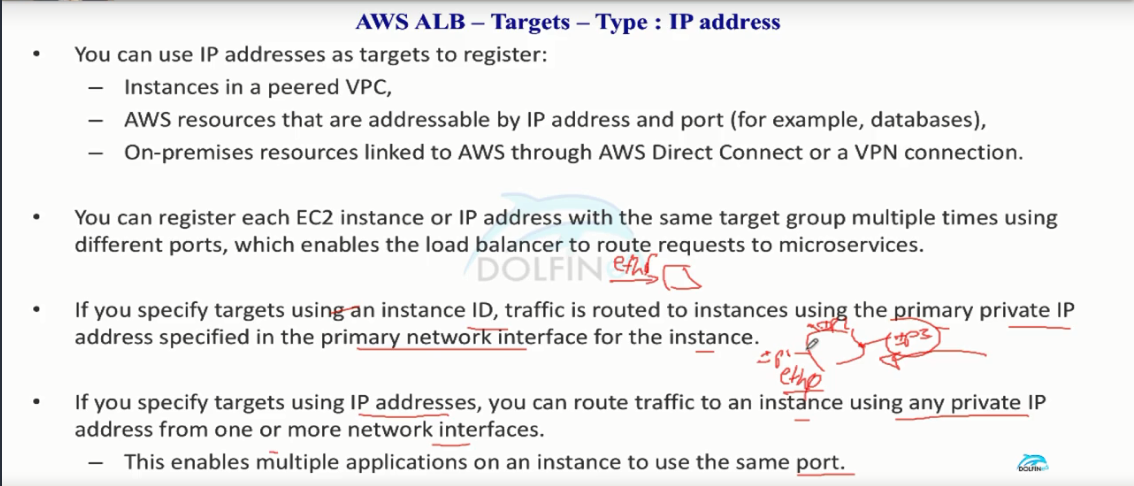 AWS ALB – Targets – Type : IP address
• You can use IP addresses as targets to register:
– Instances in a peered VPC,
– AWS resources that are addressable by IP address and port (for example, databases),
– On-premises resources linked to AWS through AWS Direct Connect or a VPN connection.
• You can register each EC2 instance or IP address with the same target group multiple times using
different ports, which enables the load balancer to route requests to microservices.
DOLFIN
• If you specify targets using an instance ID, traffic is routed to instances using the primary private IP
address specified in the primary network interface for the instance.
IP3
eth0
• If you specify targets using IP addresses, you can route traffic to an instance using any private IP
address from one or more network interfaces.
– This enables multiple applications on an instance to use the same port.
DOLFIN